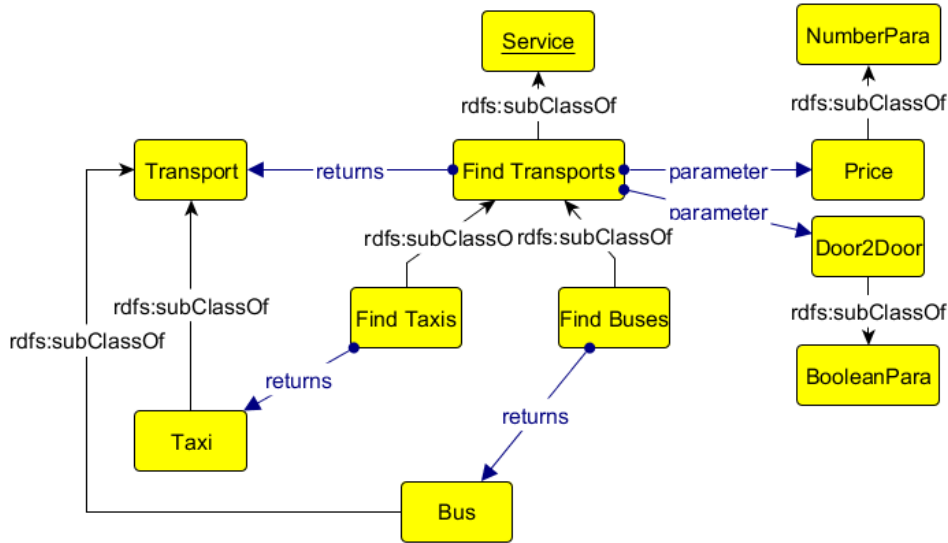 Service
NumberPara
rdfs:subClassOf
rdfs:subClassOf
Transport
returns
Find Transports
parameter
Price
parameter
rdfs:subClassO
rdfs:subClassOf
Door2Door
rdfs:subClassOf
rdfs:subClassOf
rdfs:subClassOf
Find Taxis
Find Buses
BooleanPara
returns
returns
Taxi
Bus